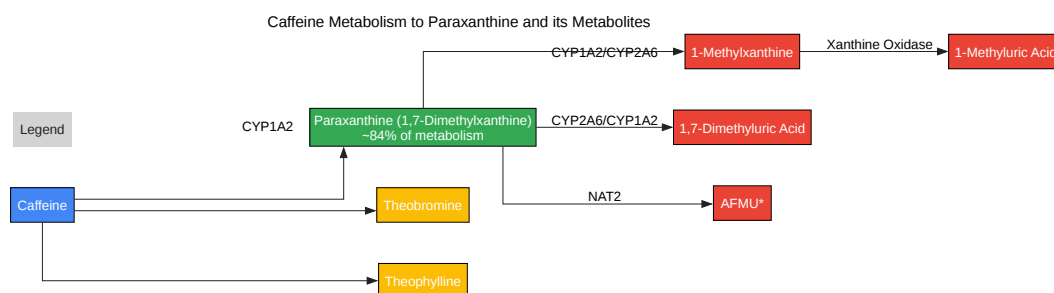 Caffeine Metabolism to Paraxanthine and its Metabolites
CYP1A2/CYP2A6
1-Methylxanthine
Xanthine Oxidase
1-Methyluric Acid
Legend
CYP1A2
Paraxanthine (1,7-Dimethylxanthine)
~84% of metabolism
CYP2A6/CYP1A2
1,7-Dimethyluric Acid
Caffeine
Theobromine
NAT2
AFMU*
Theophylline